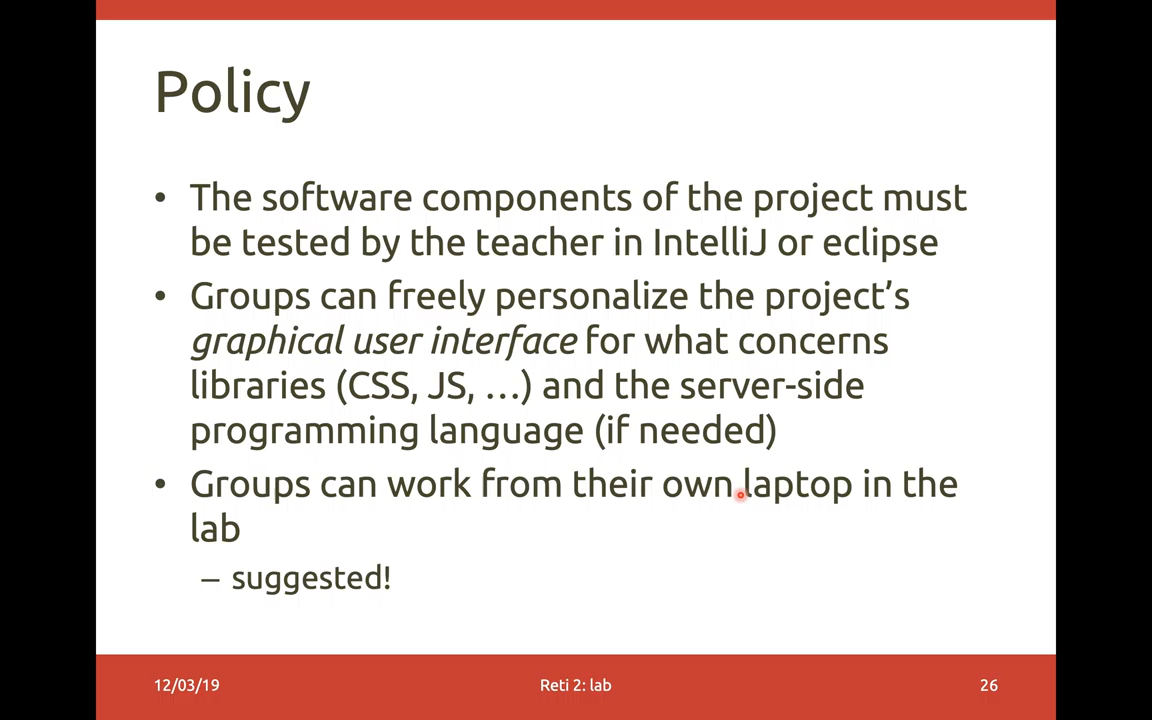 Policy
• The software components of the project must
be tested by the teacher in IntelliJ or eclipse
• Groups can freely personalize the project’s
graphical user interface for what concerns
libraries (CSS, JS, …) and the server-side
programming language (if needed)
• Groups can work from their own laptop in the
lab
– suggested!
12/03/19
Reti 2: lab
26